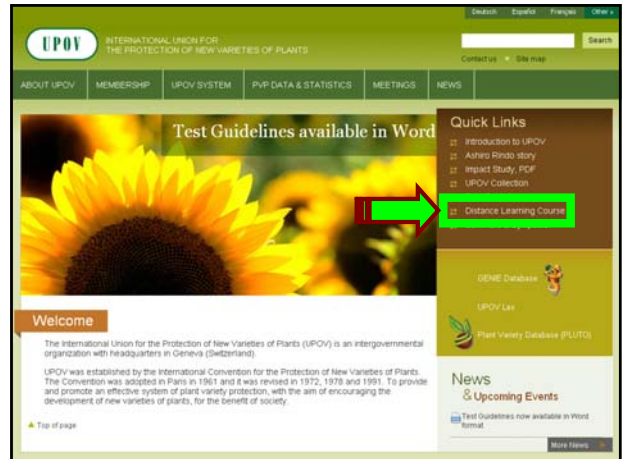 Deutsch Español Français Other
UPOV
INTERNATIONAL UNION FOR
THE PROTECTION OF NEW VARIETIES OF PLANTS
Search
Contact us Site map
ABOUT UPOV MEMBERSHIP UPOV SYSTEM PVP DATA & STATISTICS MEETINGS NEWS
Test Guidelines available in Word
Quick Links
Introduction to UPOV
Ashiro Rindo story
Impact Study, PDF
UPOV Collection
Distance Learning Course
GENIE Database
UPOV Lex
Plant Variety Database (PLUTO)
Welcome
The International Union for the Protection of New Varieties of Plants (UPOV) is an intergovernmental
organization with headquarters in Geneva (Switzerland).
UPOV was established by the International Convention for the Protection of New Varieties of Plants.
The Convention was adopted in Paris in 1961 and it was revised in 1972, 1978 and 1991. To provide
and promote an effective system of plant variety protection, with the aim of encouraging the
development of new varieties of plants, for the benefit of society.
Top of page
News
& Upcoming Events
Test Guidelines now available in Word
format
More News